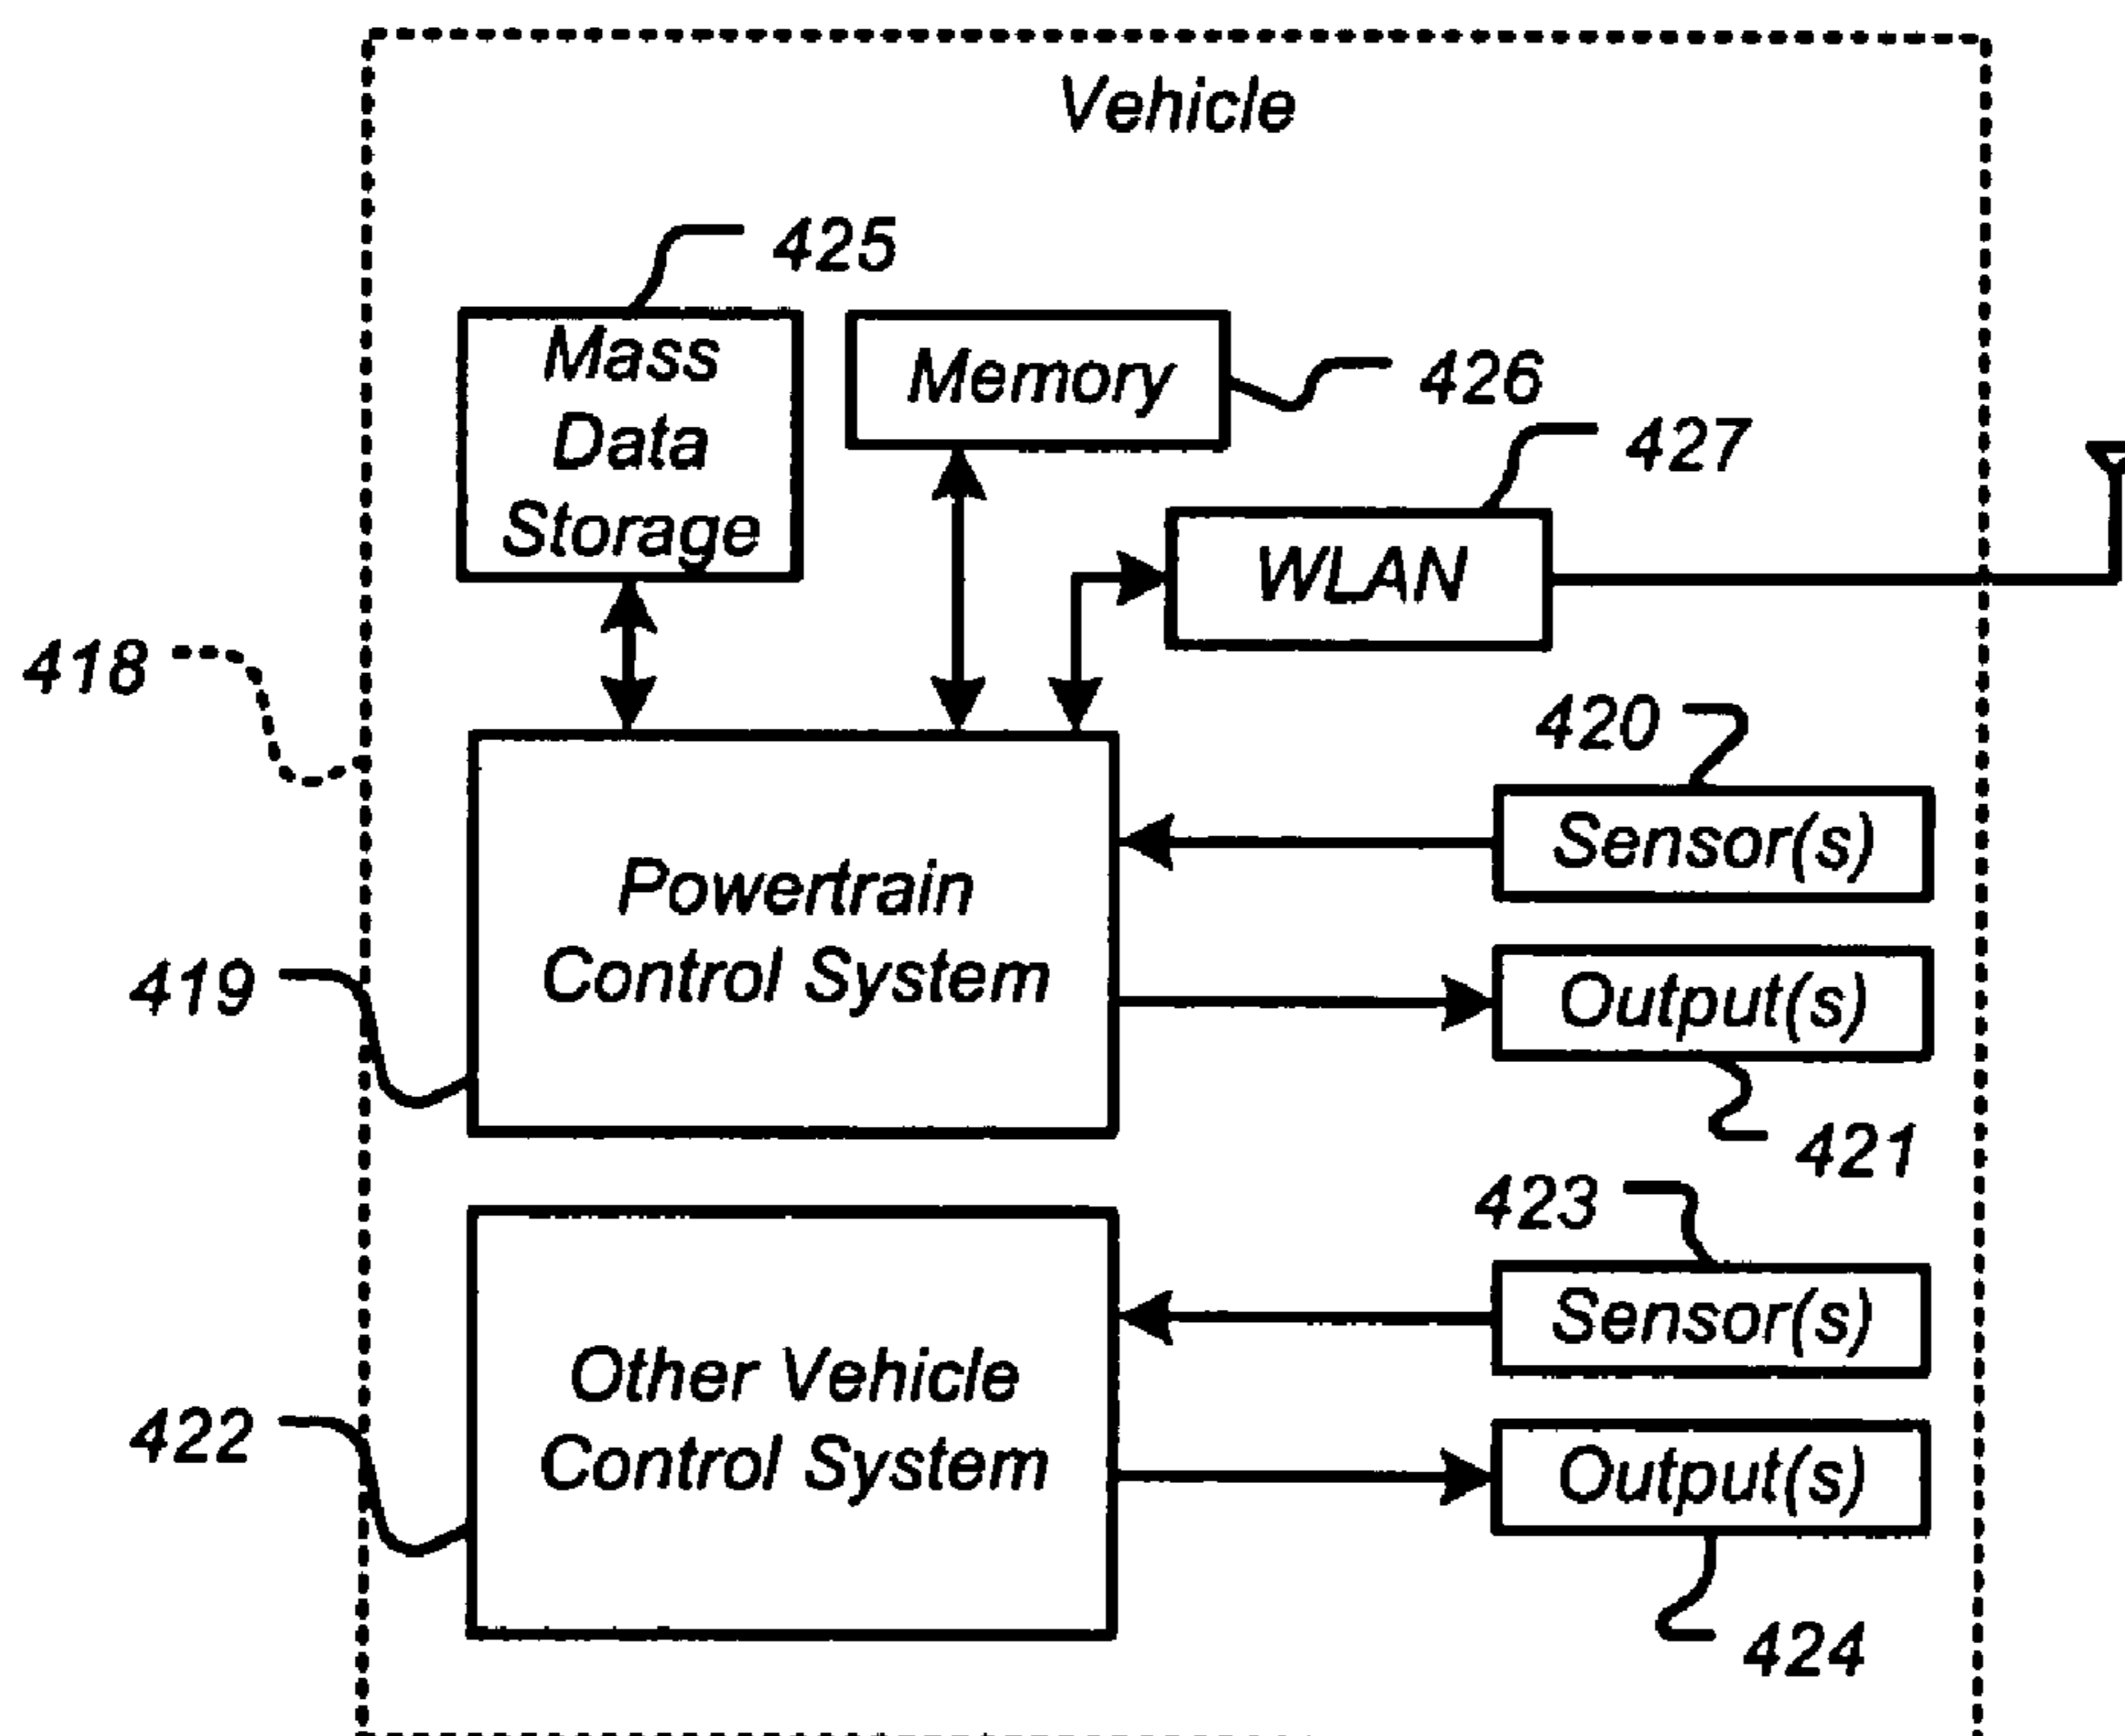 Vehicle
425
Mass
Data
Storage
Memory
426
427
WLAN
418
420
Sensor(s)
Powertrain
Control System
419
Output(s)
421
423
Sensor(s)
Other Vehicle
Control System
422
Output(s)
424